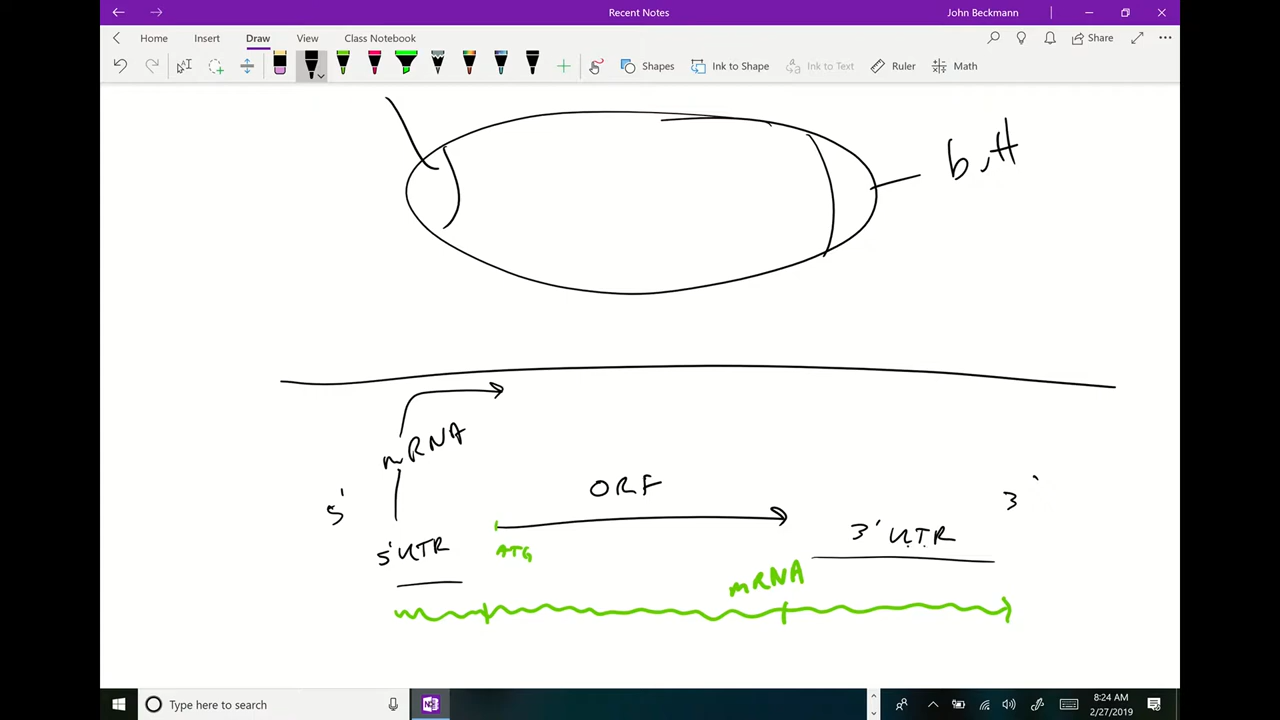 Recent Notes
John Beckmann
Home Insert Draw View Class Notebook
Share
Shapes Ink to Shape Ink to Text Ruler Math
butt
mRNA
5'
ORF
3'
5'UTR
ATG
3'UTR
mRNA
Type here to search
8:24 AM
2/27/2019